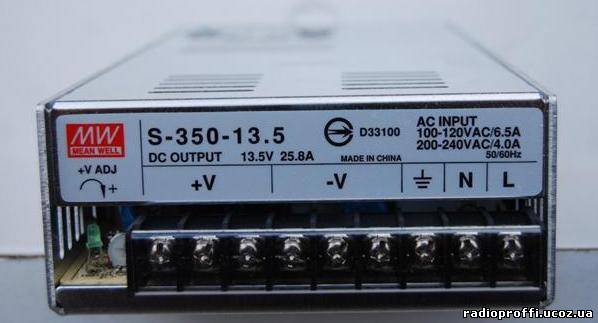 MW
MEAN WELL
S-350-13.5
DC OUTPUT 13.5V 25.8A
D33100
MADE IN CHINA
AC INPUT
100-120VAC/6.5A
200-240VAC/4.0A
50/60Hz
+V ADJ
+
+V
-V
N
L
radioproffi.ucoz.ua